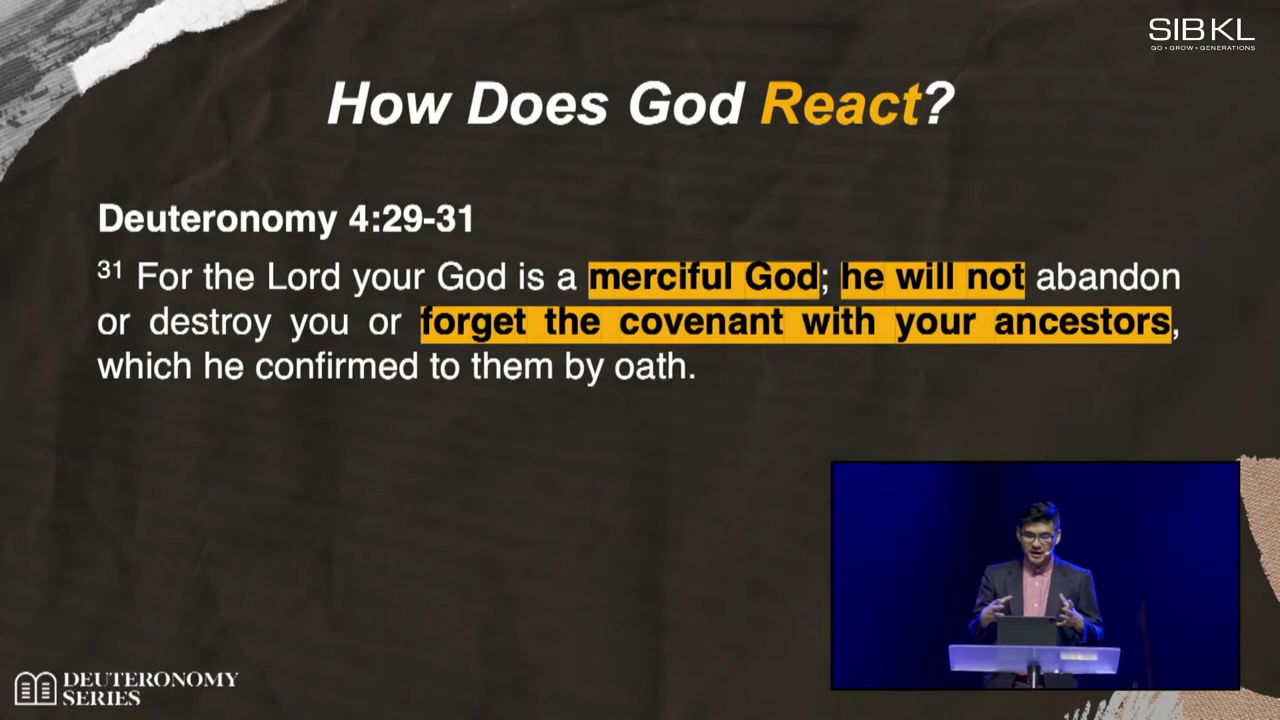 SIBKL
GO • GROW • GENERATIONS
How Does God React?
Deuteronomy 4:29-31
31 For the Lord your God is a merciful God; he will not abandon
or destroy you or forget the covenant with your ancestors,
which he confirmed to them by oath.
DEUTERONOMY
SERIES